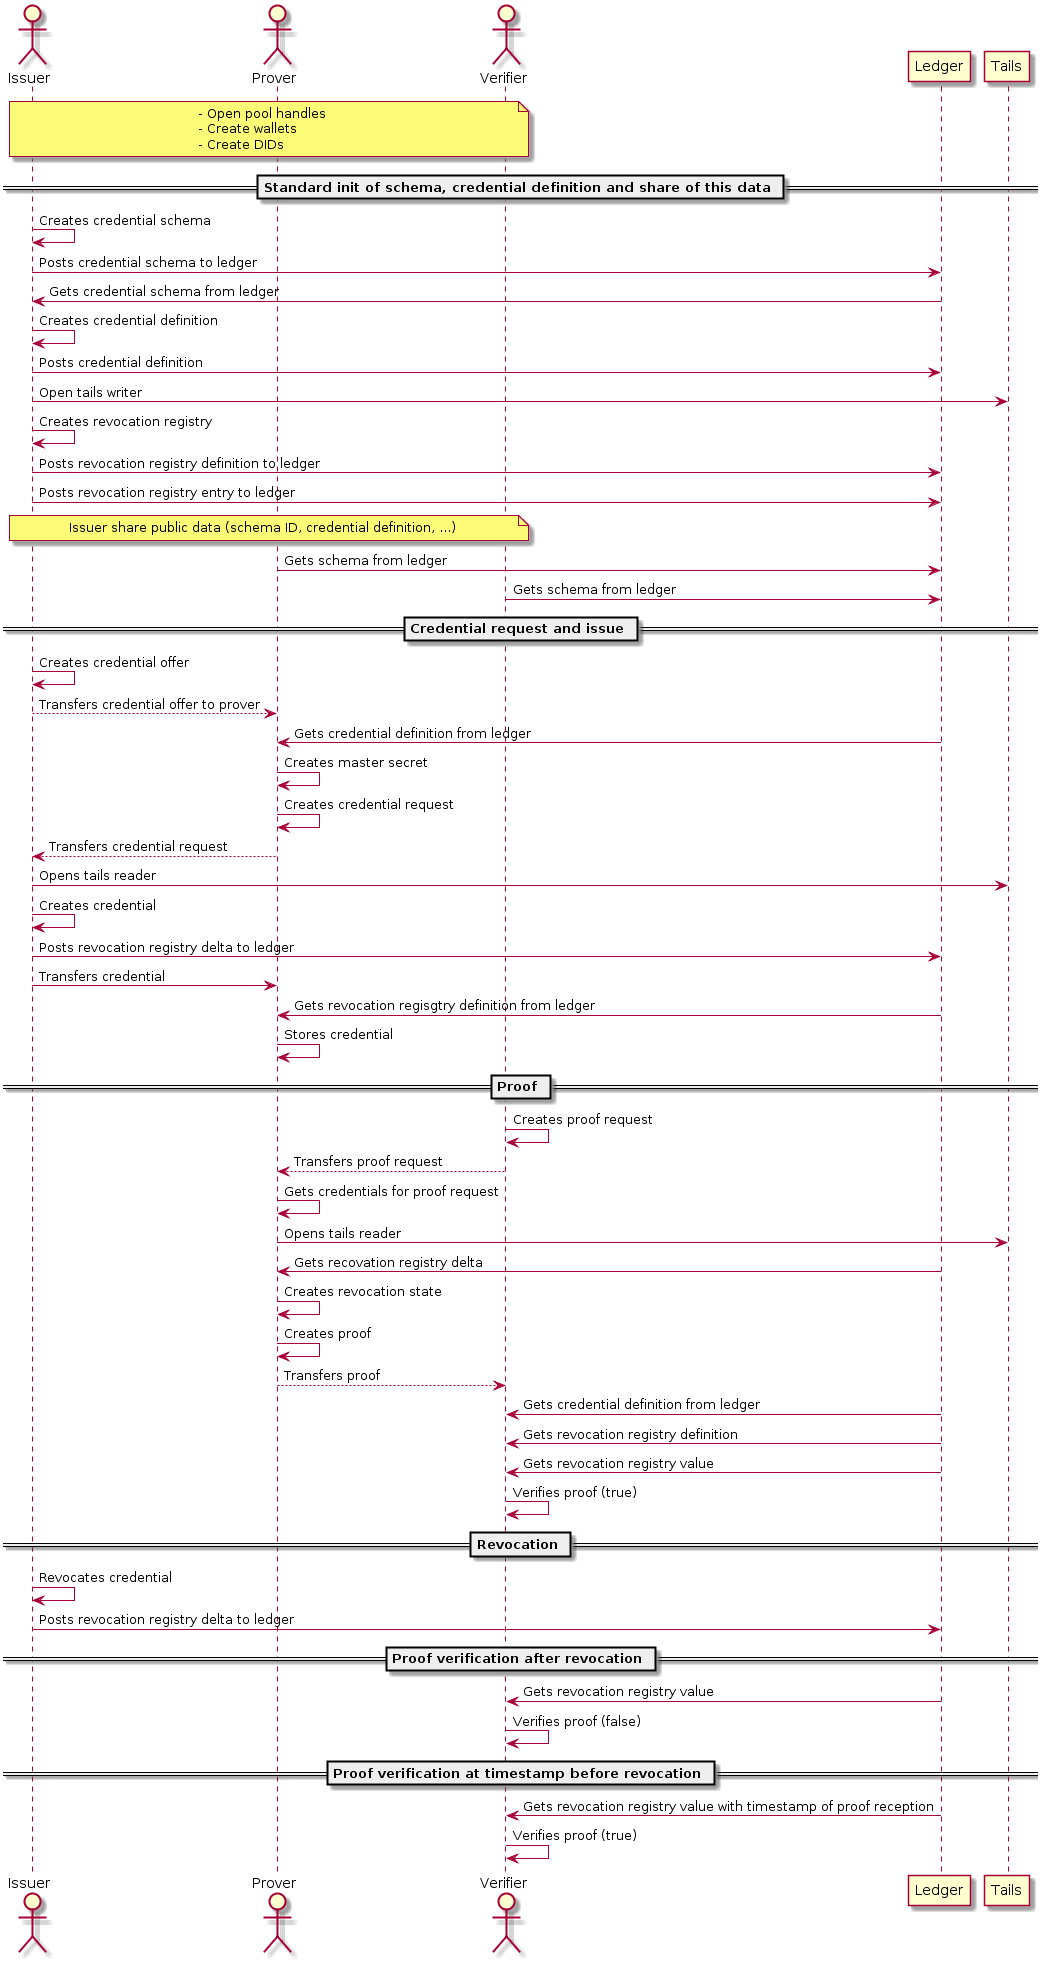 Issuer
Prover
Verifier
Ledger
Tails
- Open pool handles
- Create wallets
- Create DIDs
Standard init of schema, credential definition and share of this data
Creates credential schema
Posts credential schema to ledger
Gets credential schema from ledger
Creates credential definition
Posts credential definition
Open tails writer
Creates revocation registry
Posts revocation registry definition to ledger
Posts revocation registry entry to ledger
Issuer share public data (schema ID, credential definition, ...)
Gets schema from ledger
Gets schema from ledger
Credential request and issue
Creates credential offer
Transfers credential offer to prover
Gets credential definition from ledger
Creates master secret
Creates credential request
Transfers credential request
Opens tails reader
Creates credential
Posts revocation registry delta to ledger
Transfers credential
Gets revocation regisgtry definition from ledger
Stores credential
Proof
Creates proof request
Transfers proof request
Gets credentials for proof request
Opens tails reader
Gets recovation registry delta
Creates revocation state
Creates proof
Transfers proof
Gets credential definition from ledger
Gets revocation registry definition
Gets revocation registry value
Verifies proof (true)
Revocation
Revocates credential
Posts revocation registry delta to ledger
Proof verification after revocation
Gets revocation registry value
Verifies proof (false)
Proof verification at timestamp before revocation
Gets revocation registry value with timestamp of proof reception
Verifies proof (true)
Issuer
Prover
Verifier
Ledger
Tails